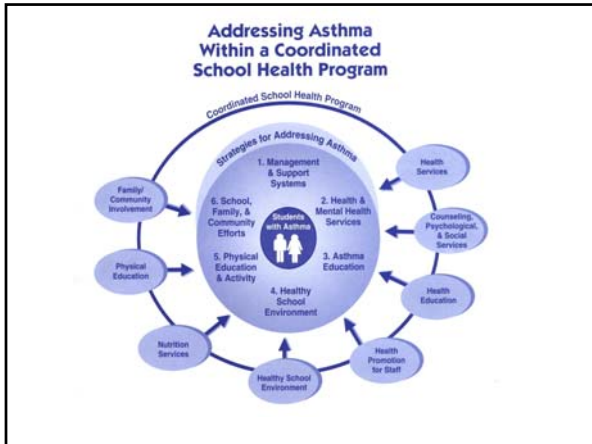 Addressing Asthma
Within a Coordinated
School Health Program
Coordinated School Health Program
Strategies for Addressing Asthma
1. Management
& Support
Systems
2. Health &
Mental Health
Services
3. Asthma
Education
4. Healthy
School
Environment
5. Physical
Education
& Activity
6. School,
Family, &
Community
Efforts
Students
with Asthma
Health
Services
Counseling,
Psychological,
& Social
Services
Health
Education
Health
Promotion
for Staff
Healthy School
Environment
Nutrition
Services
Physical
Education
Family/
Community
Involvement